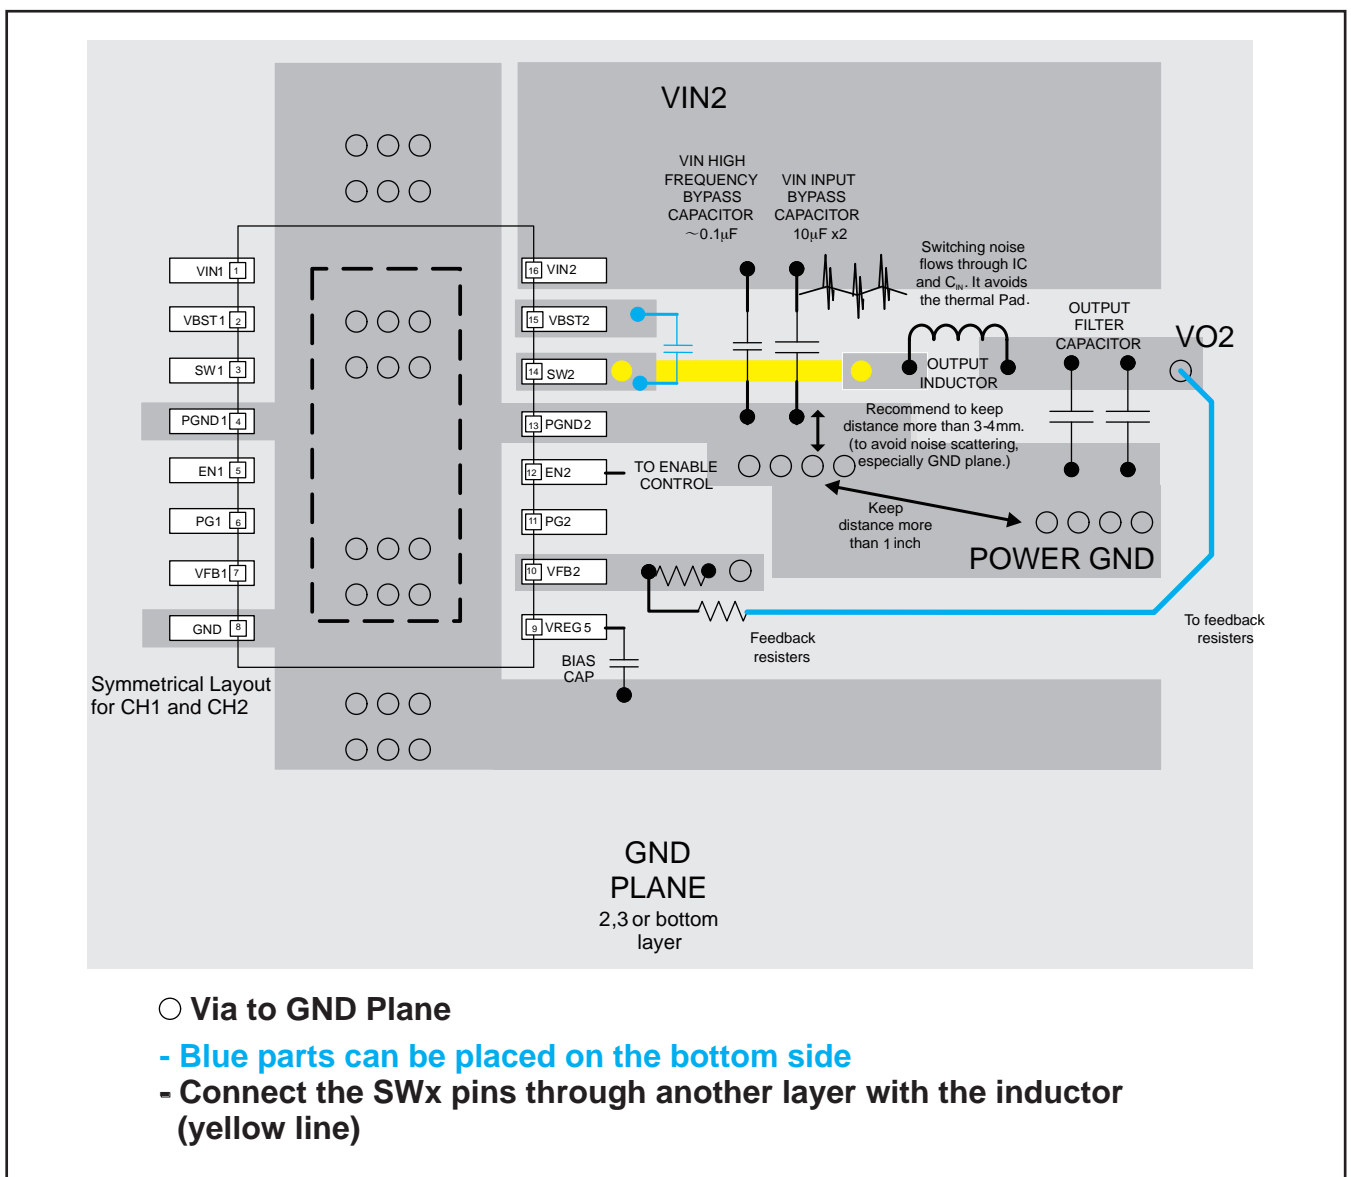 VIN2
VIN HIGH
FREQUENCY
BYPASS
CAPACITOR
~0.1µF
VIN INPUT
BYPASS
CAPACITOR
10µF x2
Switching noise
flows through IC
and CIN. It avoids
the thermal Pad.
OUTPUT
FILTER
CAPACITOR
VO2
OUTPUT
INDUCTOR
VIN1 1
VBST1 2
SW1 3
PGND1 4
EN1 5
PG1 6
VFB1 7
GND 8
16 VIN2
15 VBST2
14 SW2
13 PGND2
12 EN2
11 PG2
10 VFB2
9 VREG5
TO ENABLE
CONTROL
Recommend to keep
distance more than 3-4mm.
(to avoid noise scattering,
especially GND plane.)
Keep
distance more
than 1 inch
POWER GND
To feedback
resisters
Feedback
resisters
BIAS
CAP
Symmetrical Layout
for CH1 and CH2
GND
PLANE
2,3 or bottom
layer
Via to GND Plane
- Blue parts can be placed on the bottom side
- Connect the SWx pins through another layer with the inductor
(yellow line)